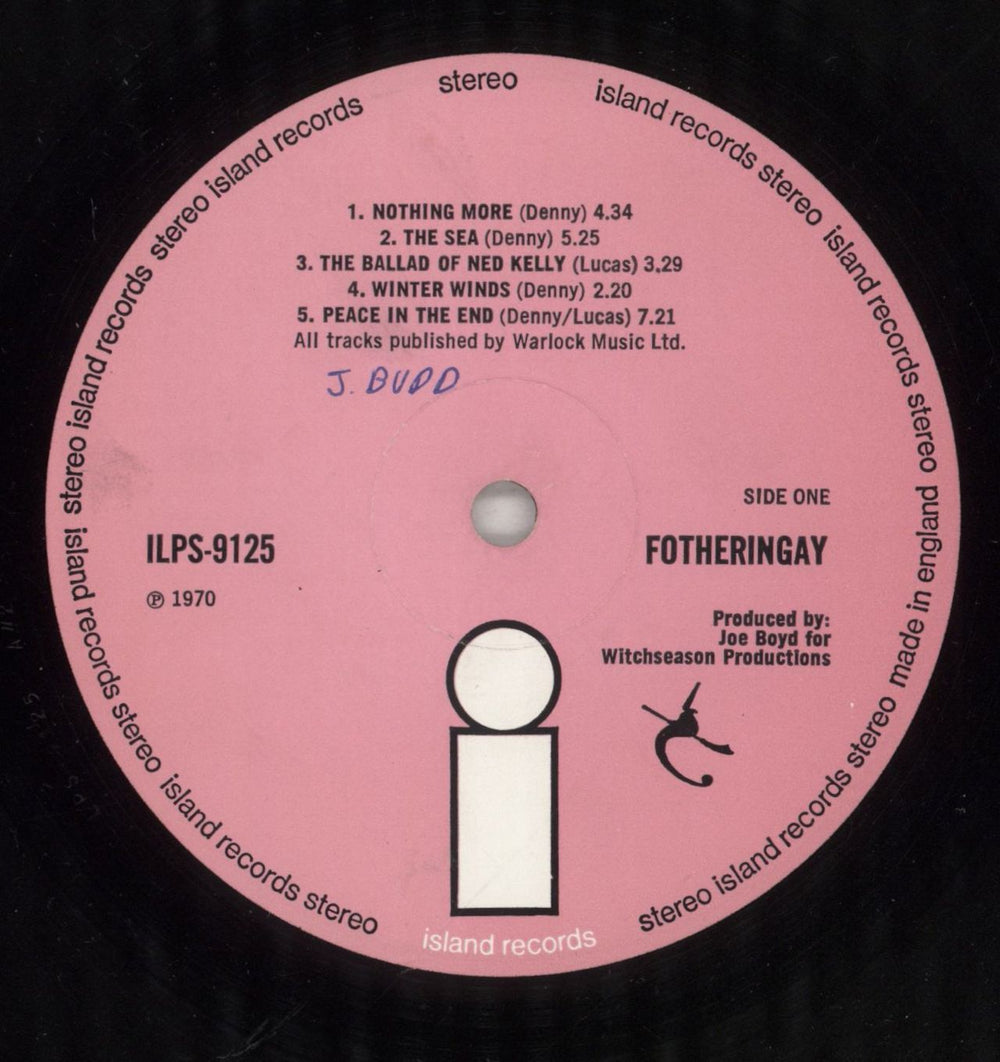 stereo
island records stereo island records stereo made in england
stereo island records stereo island records stereo island records
island records stereo island records stereo
stereo island records
1. NOTHING MORE (Denny) 4.34
2. THE SEA (Denny) 5.25
3. THE BALLAD OF NED KELLY (Lucas) 3.29
4. WINTER WINDS (Denny) 2.20
5. PEACE IN THE END (Denny/Lucas) 7.21
All tracks published by Warlock Music Ltd.
J. BUDD
SIDE ONE
ILPS-9125
FOTHERINGAY
℗ 1970
Produced by:
Joe Boyd for
Witchseason Productions
island records